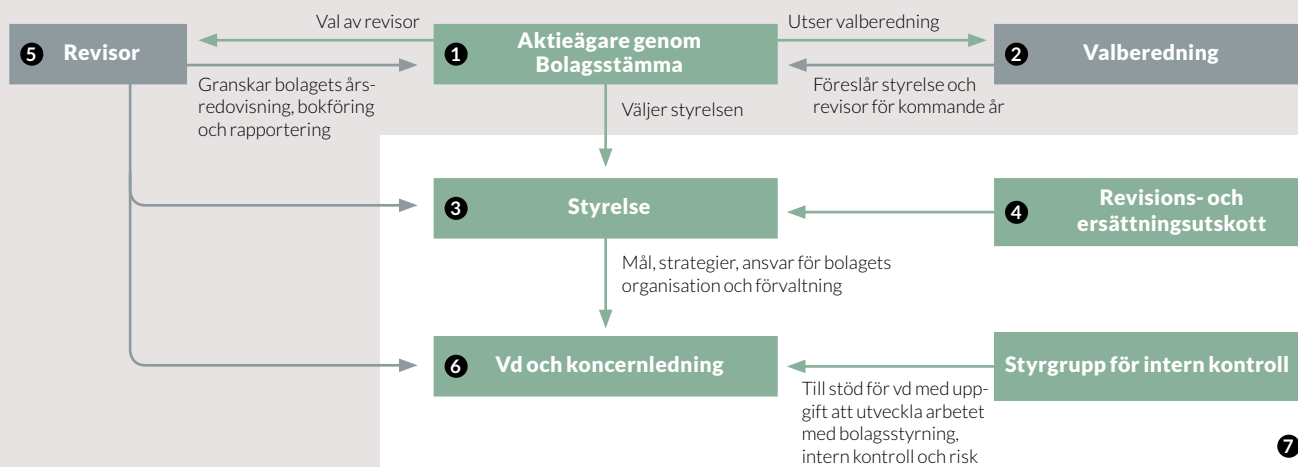 Val av revisor
Utser valberedning
5 Revisor
1 Aktieägare genom
Bolagsstämma
2 Valberedning
Granskar bolagets års-
redovisning, bokföring
och rapportering
Väljer styrelsen
Föreslår styrelse och
revisor för kommande år
3 Styrelse
4 Revisions- och
ersättningsutskott
Mål, strategier, ansvar för bolagets
organisation och förvaltning
6 Vd och koncernledning
Styrgrupp för intern kontroll
Till stöd för vd med upp-
gift att utveckla arbetet
med bolagsstyrning,
intern kontroll och risk
7